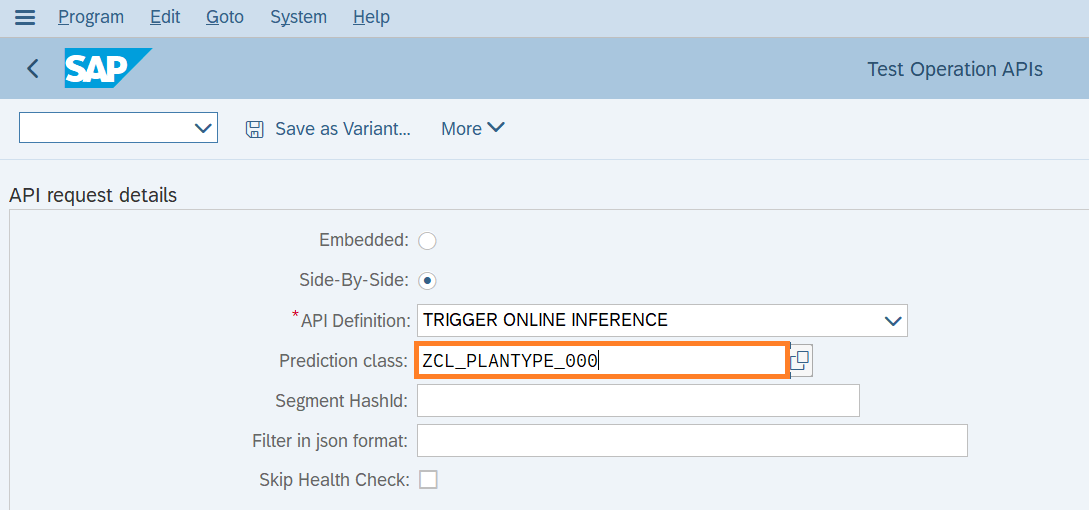 Program Edit Goto System Help
SAP Test Operation APIs
Save as Variant... More
API request details
Embedded:
Side-By-Side:
*API Definition: TRIGGER ONLINE INFERENCE
Prediction class: ZCL_PLANTYPE_000
Segment HashId:
Filter in json format:
Skip Health Check: